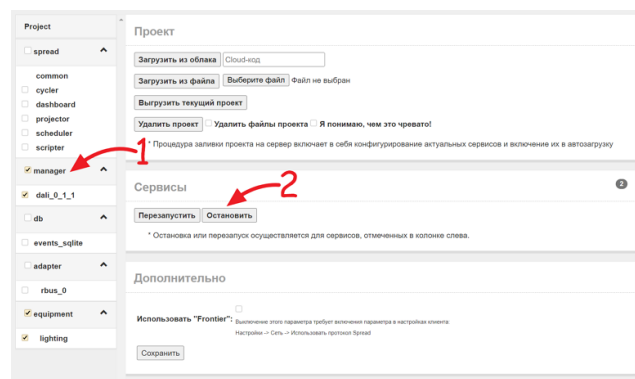 Project
spread
common
cycler
dashboard
projector
scheduler
scripter
manager
dali_0_1_1
db
events_sqlite
adapter
rbus_0
equipment
lighting
Проект
Загрузить из облака Cloud-код
Загрузить из файла Выберите файл Файл не выбран
Выгрузить текущий проект
Удалить проект Удалить файлы проекта Я понимаю, чем это чревато!
* Процедура заливки проекта на сервер включает в себя конфигурирование актуальных сервисов и включение их в автозагрузку
1
Сервисы 2
2
Перезапустить Остановить
* Остановка или перезапуск осуществляется для сервисов, отмеченных в колонке слева.
Дополнительно
Использовать "Frontier": Выключение этого параметра требует включения параметра в настройках клиента:
Настройки -> Сеть -> Использовать протокол Spread
Сохранить